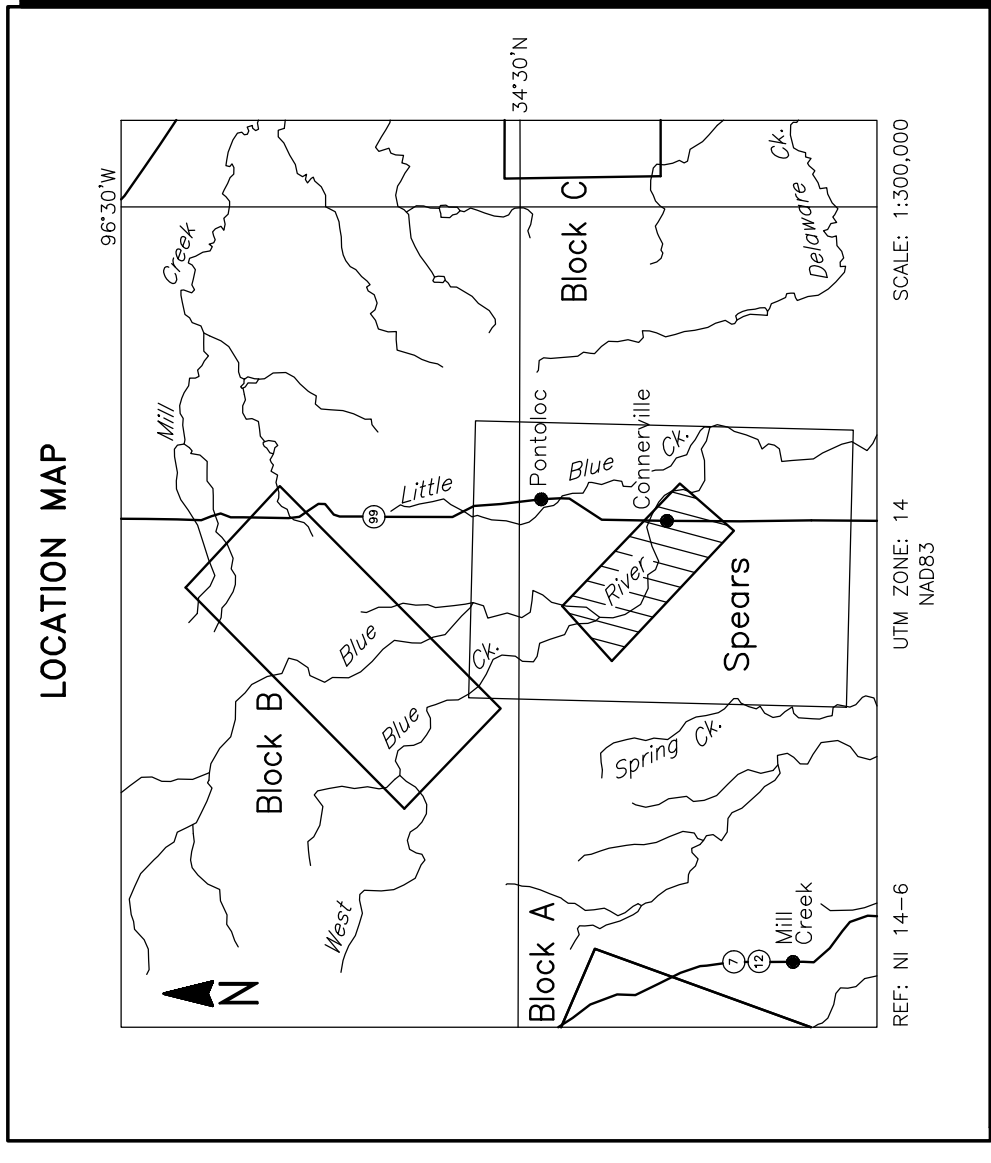 LOCATION MAP
96°30'W
Mill
Creek
N
Block B
West
Blue
Blue
Ck.
99
Little
34°30'N
Block A
Pontoloc
Block C
Blue
Ck.
River
Connerville
Spring Ck.
Spears
7
12
Mill
Creek
Delaware
Ck.
REF: NI 14-6
UTM ZONE: 14
NAD83
SCALE: 1:300,000